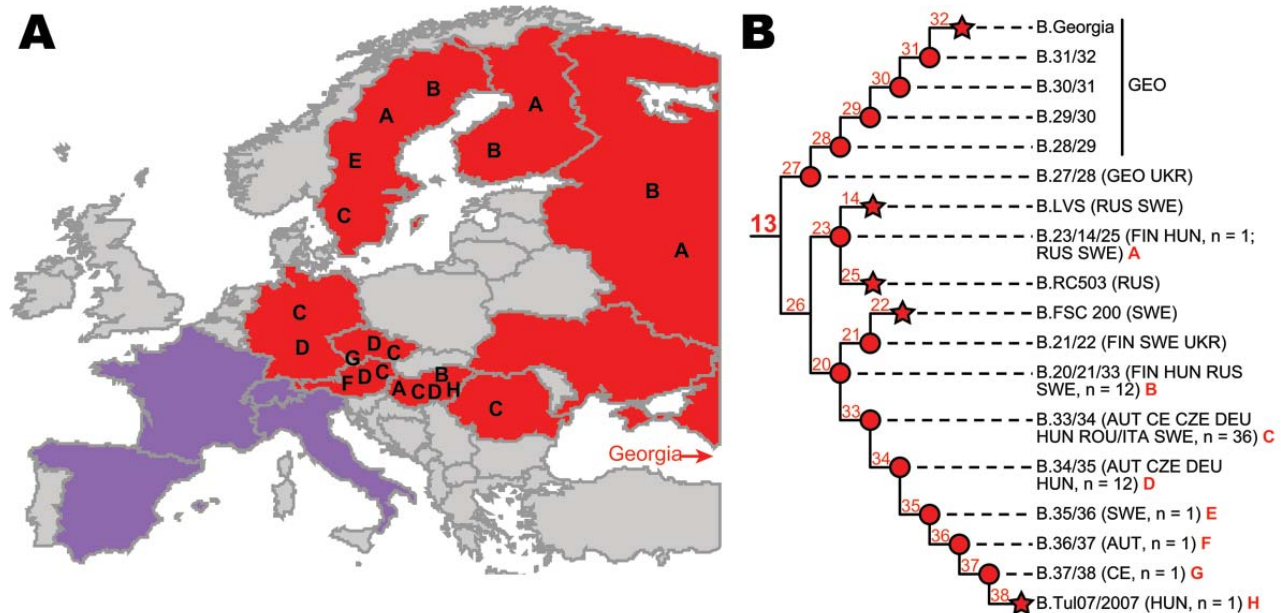 A
B
B
A
A
E
B
C
B
A
C
D
D
C
G
F
D
C
A
C
D
B
H
C
Georgia
13
32
31
30
29
28
27
14
23
25
26
22
21
20
33
34
35
36
37
38
B.Georgia
B.31/32
B.30/31
GEO
B.29/30
B.28/29
B.27/28 (GEO UKR)
B.LVS (RUS SWE)
B.23/14/25 (FIN HUN, n = 1;
RUS SWE) A
B.RC503 (RUS)
B.FSC 200 (SWE)
B.21/22 (FIN SWE UKR)
B.20/21/33 (FIN HUN RUS
SWE, n = 12) B
B.33/34 (AUT CE CZE DEU
HUN ROU/ITA SWE, n = 36) C
B.34/35 (AUT CZE DEU
HUN, n = 12) D
B.35/36 (SWE, n = 1) E
B.36/37 (AUT, n = 1) F
B.37/38 (CE, n = 1) G
B.Tul07/2007 (HUN, n = 1) H